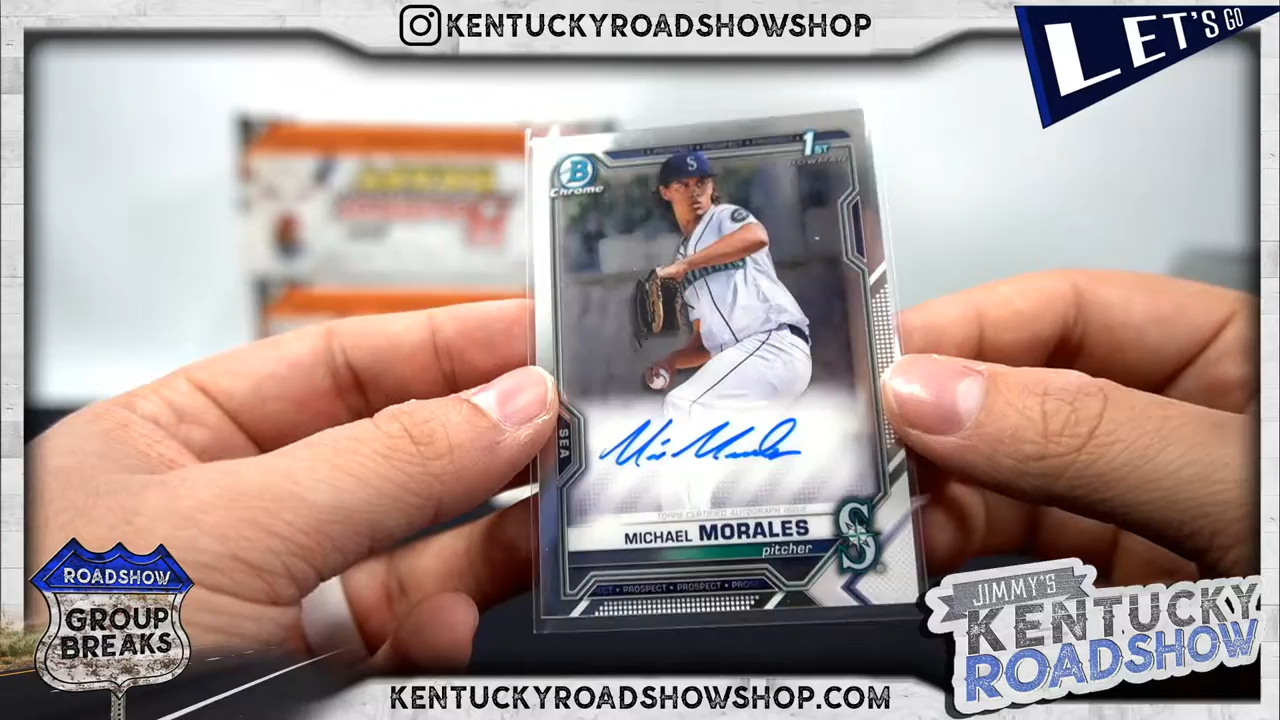 KENTUCKYROADSHOWSHOP
LET'S GO
1ST
BOWMAN
B
Chrome
S
SEA
TOPPS CERTIFIED AUTOGRAPH ISSUE
MICHAEL MORALES
pitcher
S
PROSPECT • PROSPECT
ROADSHOW
GROUP
BREAKS
JIMMY'S
KENTUCKY
ROADSHOW
KENTUCKYROADSHOWSHOP.COM